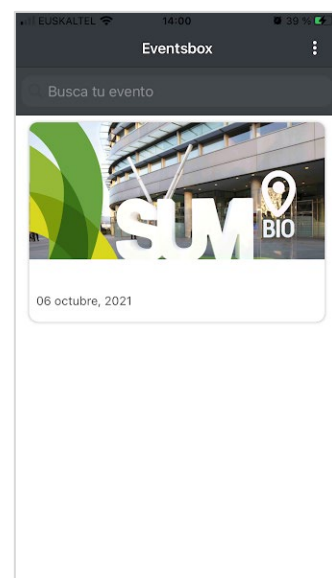 EUSKALTEL 14:00 39 %
Eventsbox
Busca tu evento
SUM
BIO
06 octubre, 2021